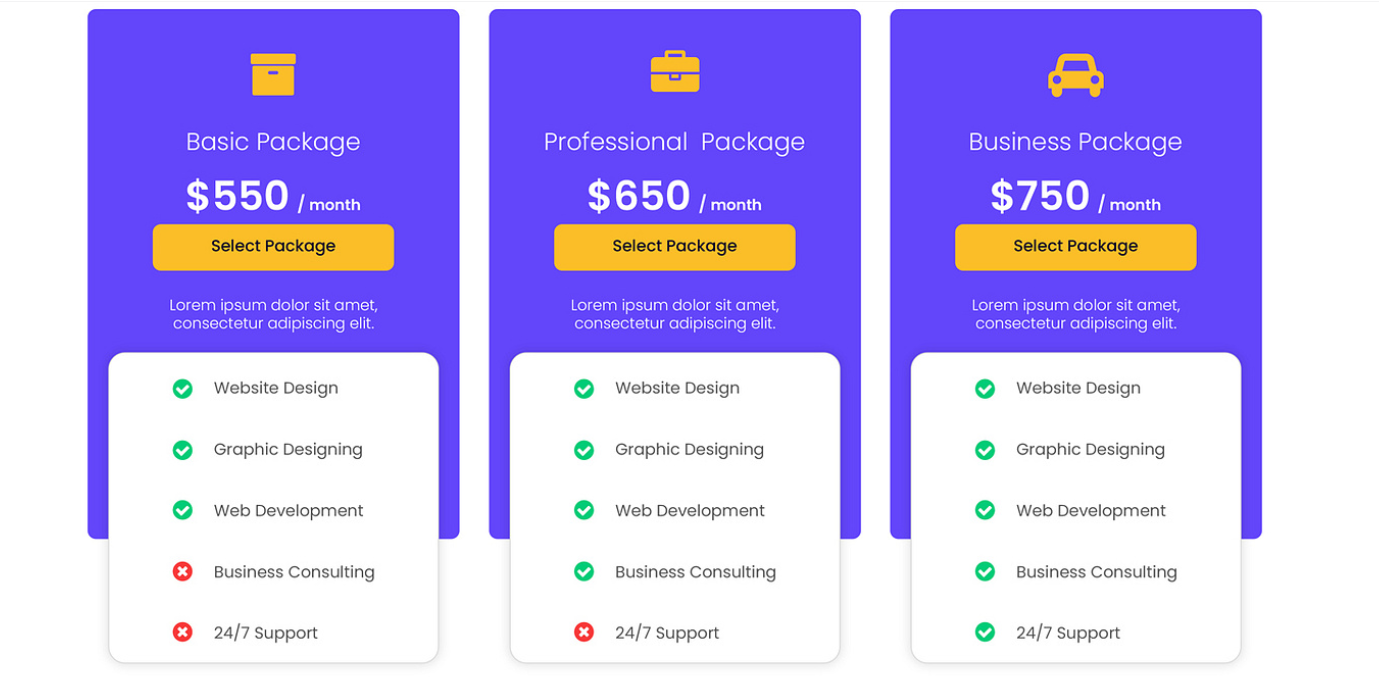 Basic Package
$550 / month
Select Package
Lorem ipsum dolor sit amet,
consectetur adipiscing elit.
Website Design
Graphic Designing
Web Development
Business Consulting
24/7 Support
Professional  Package
$650 / month
Select Package
Lorem ipsum dolor sit amet,
consectetur adipiscing elit.
Website Design
Graphic Designing
Web Development
Business Consulting
24/7 Support
Business Package
$750 / month
Select Package
Lorem ipsum dolor sit amet,
consectetur adipiscing elit.
Website Design
Graphic Designing
Web Development
Business Consulting
24/7 Support